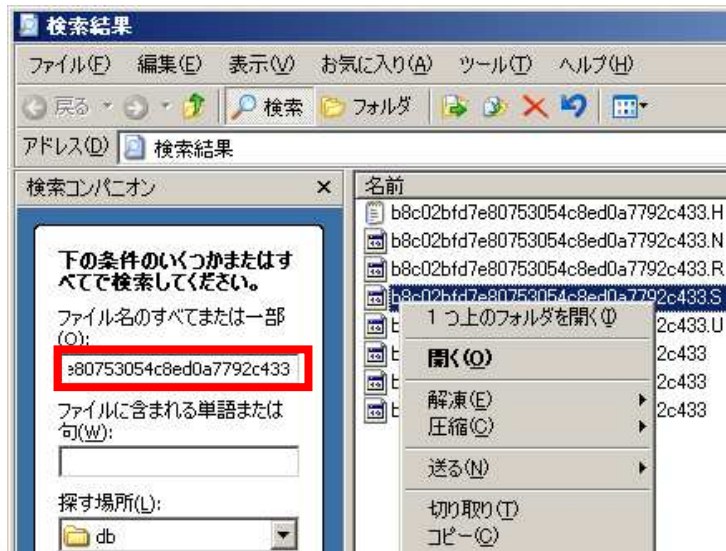 検索結果
ファイル(F) 編集(E) 表示(V) お気に入り(A) ツール(T) ヘルプ(H)
戻る 検索 フォルダ
アドレス(D) 検索結果
検索コンパニオン ×
下の条件のいくつかまたはす
べてで検索してください。
ファイル名のすべてまたは一部
(O):
e80753054c8ed0a7792c433
ファイルに含まれる単語または
句(W):
探す場所(L):
db
名前
b8c02bfd7e80753054c8ed0a7792c433.H
b8c02bfd7e80753054c8ed0a7792c433.N
b8c02bfd7e80753054c8ed0a7792c433.R
b8c02bfd7e80753054c8ed0a7792c433.S
2c433.U
2c433
2c433
2c433
1 つ上のフォルダを開く(I)
開く(O)
解凍(E)
圧縮(C)
送る(N)
切り取り(T)
コピー(C)